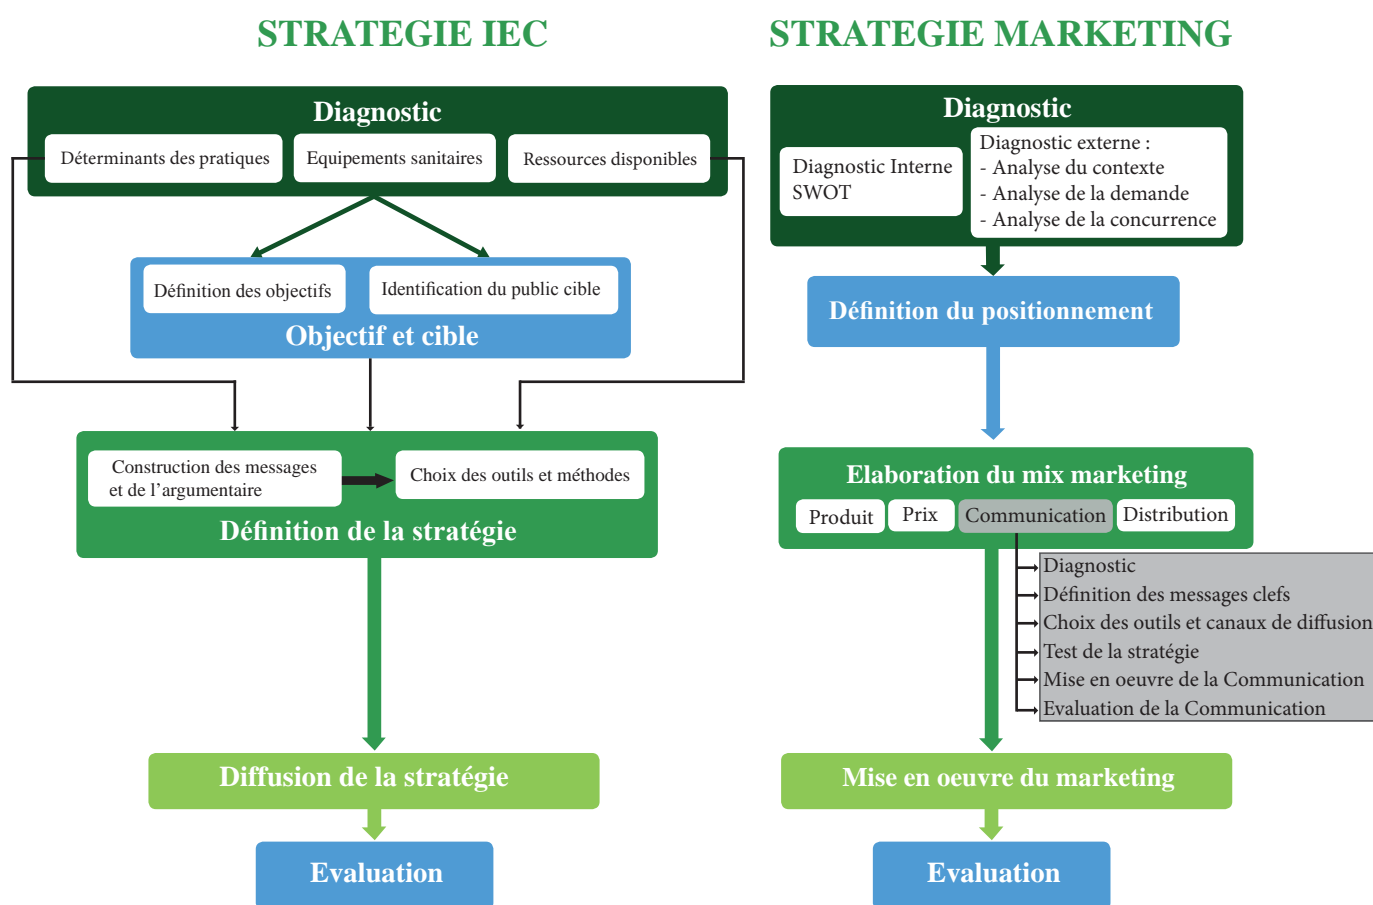 STRATEGIE IEC
Diagnostic
Déterminants des pratiques
Equipements sanitaires
Ressources disponibles
Définition des objectifs
Identification du public cible
Objectif et cible
Construction des messages
et de l'argumentaire
Choix des outils et méthodes
Définition de la stratégie
Diffusion de la stratégie
Evaluation
STRATEGIE MARKETING
Diagnostic
Diagnostic Interne
SWOT
Diagnostic externe :
- Analyse du contexte
- Analyse de la demande
- Analyse de la concurrence
Définition du positionnement
Elaboration du mix marketing
Produit
Prix
Communication
Distribution
Diagnostic
Définition des messages clefs
Choix des outils et canaux de diffusion
Test de la stratégie
Mise en oeuvre de la Communication
Evaluation de la Communication
Mise en oeuvre du marketing
Evaluation